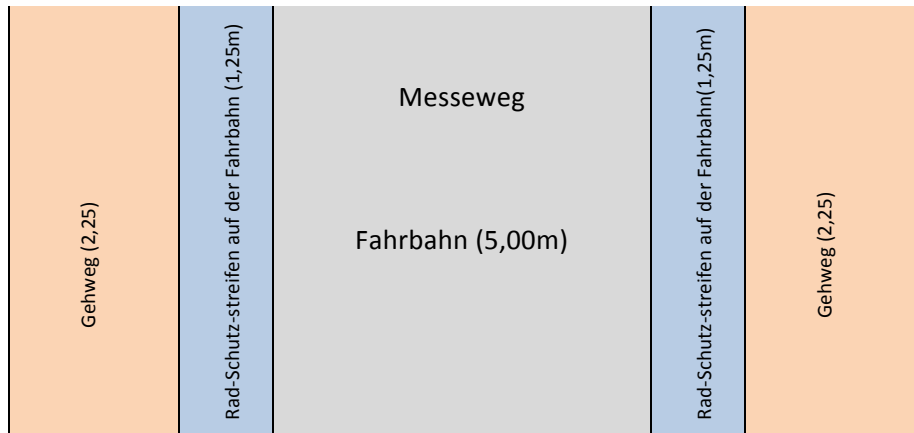 Gehweg (2,25)
Rad-Schutz-streifen auf der Fahrbahn (1,25m)
Messeweg
Fahrbahn (5,00m)
Rad-Schutz-streifen auf der Fahrbahn(1,25m)
Gehweg (2,25)